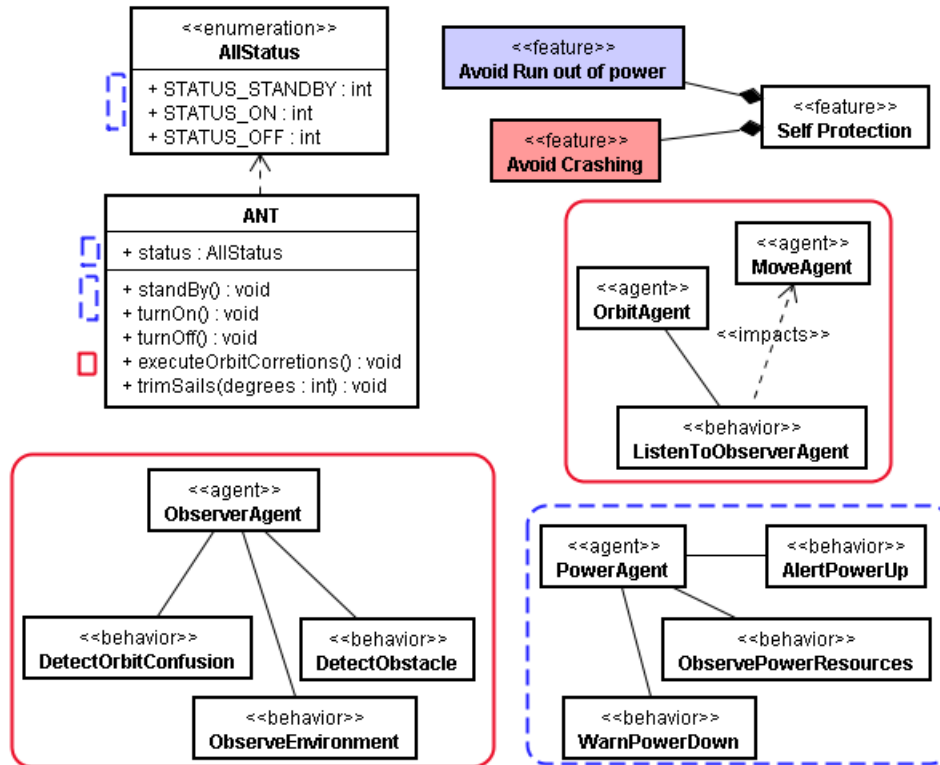 <<enumeration>>
AllStatus
+ STATUS_STANDBY : int
+ STATUS_ON : int
+ STATUS_OFF : int
ANT
+ status : AllStatus
+ standBy() : void
+ turnOn() : void
+ turnOff() : void
+ executeOrbitCorretions() : void
+ trimSails(degrees : int) : void
<<feature>>
Avoid Run out of power
<<feature>>
Avoid Crashing
<<feature>>
Self Protection
<<agent>>
MoveAgent
<<agent>>
OrbitAgent
<<impacts>>
<<behavior>>
ListenToObserverAgent
<<agent>>
ObserverAgent
<<behavior>>
DetectOrbitConfusion
<<behavior>>
DetectObstacle
<<behavior>>
ObserveEnvironment
<<agent>>
PowerAgent
<<behavior>>
AlertPowerUp
<<behavior>>
ObservePowerResources
<<behavior>>
WarnPowerDown